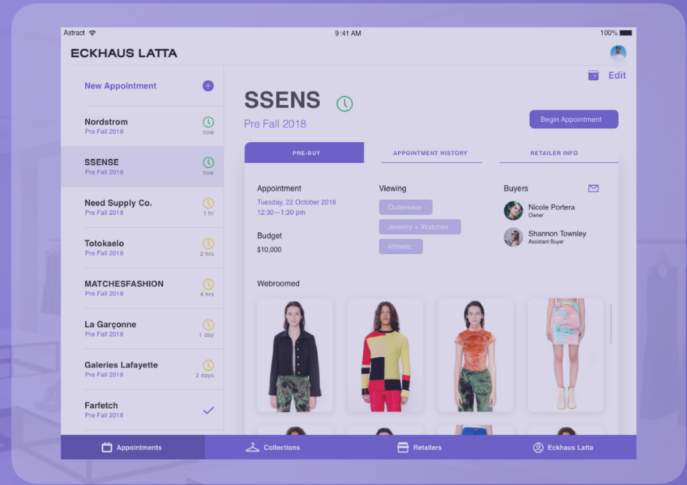 Astract
9:41 AM
100%
ECKHAUS LATTA
New Appointment
Nordstrom
Pre Fall 2018
now
SSENSE
Pre Fall 2018
now
Need Supply Co.
Pre Fall 2018
1 hr
Totokaelo
Pre Fall 2018
2 hrs
MATCHESFASHION
Pre Fall 2018
4 hrs
La Garçonne
Pre Fall 2018
1 day
Galeries Lafayette
Pre Fall 2018
2 days
Farfetch
Pre Fall 2018
Edit
SSENS
Pre Fall 2018
Begin Appointment
PRE-BUY
APPOINTMENT HISTORY
RETAILER INFO
Appointment
Tuesday, 22 October 2018
12:30—1:30 pm
Budget
$10,000
Viewing
Outerwear
Jewelry + Watches
Athletic
Buyers
Nicole Portera
Owner
Shannon Townley
Assistant Buyer
Webroomed
Appointments
Collections
Retailers
Eckhaus Latta